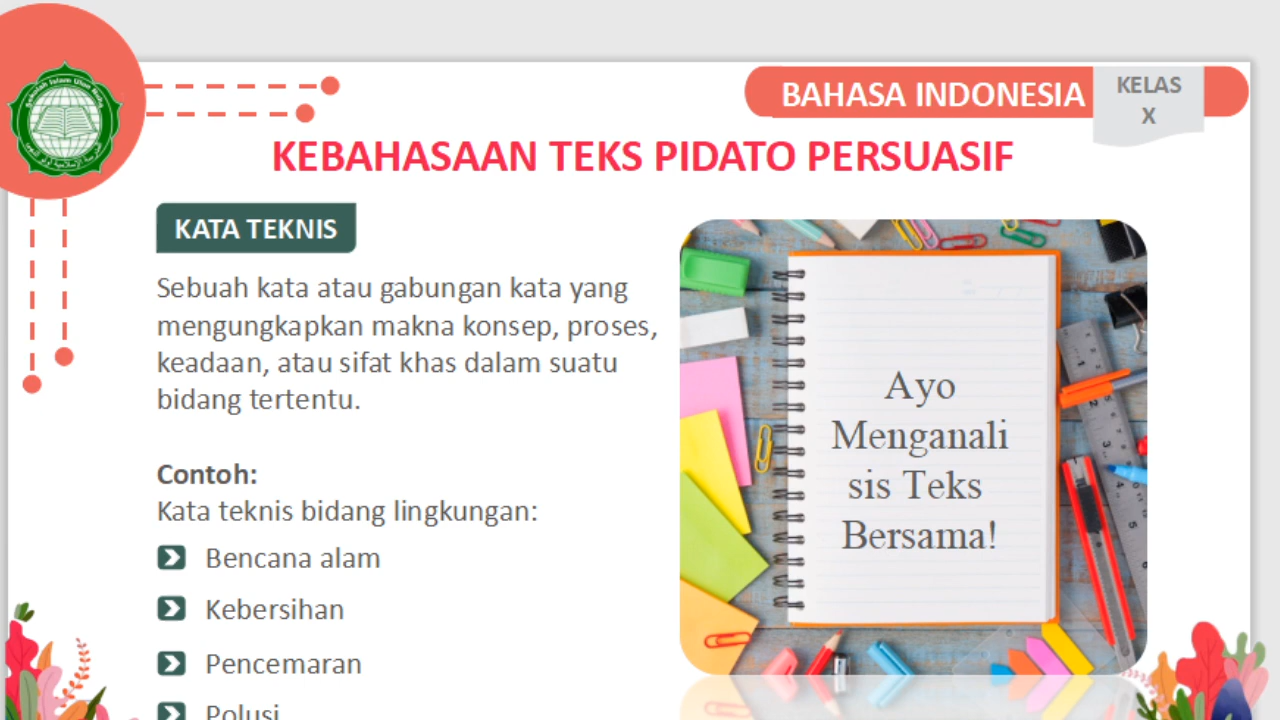 BAHASA INDONESIA
KELAS
X
KEBAHASAAN TEKS PIDATO PERSUASIF
KATA TEKNIS
Sebuah kata atau gabungan kata yang
mengungkapkan makna konsep, proses,
keadaan, atau sifat khas dalam suatu
bidang tertentu.
Contoh:
Kata teknis bidang lingkungan:
Bencana alam
Kebersihan
Pencemaran
Polusi
Ayo
Menganali
sis Teks
Bersama!